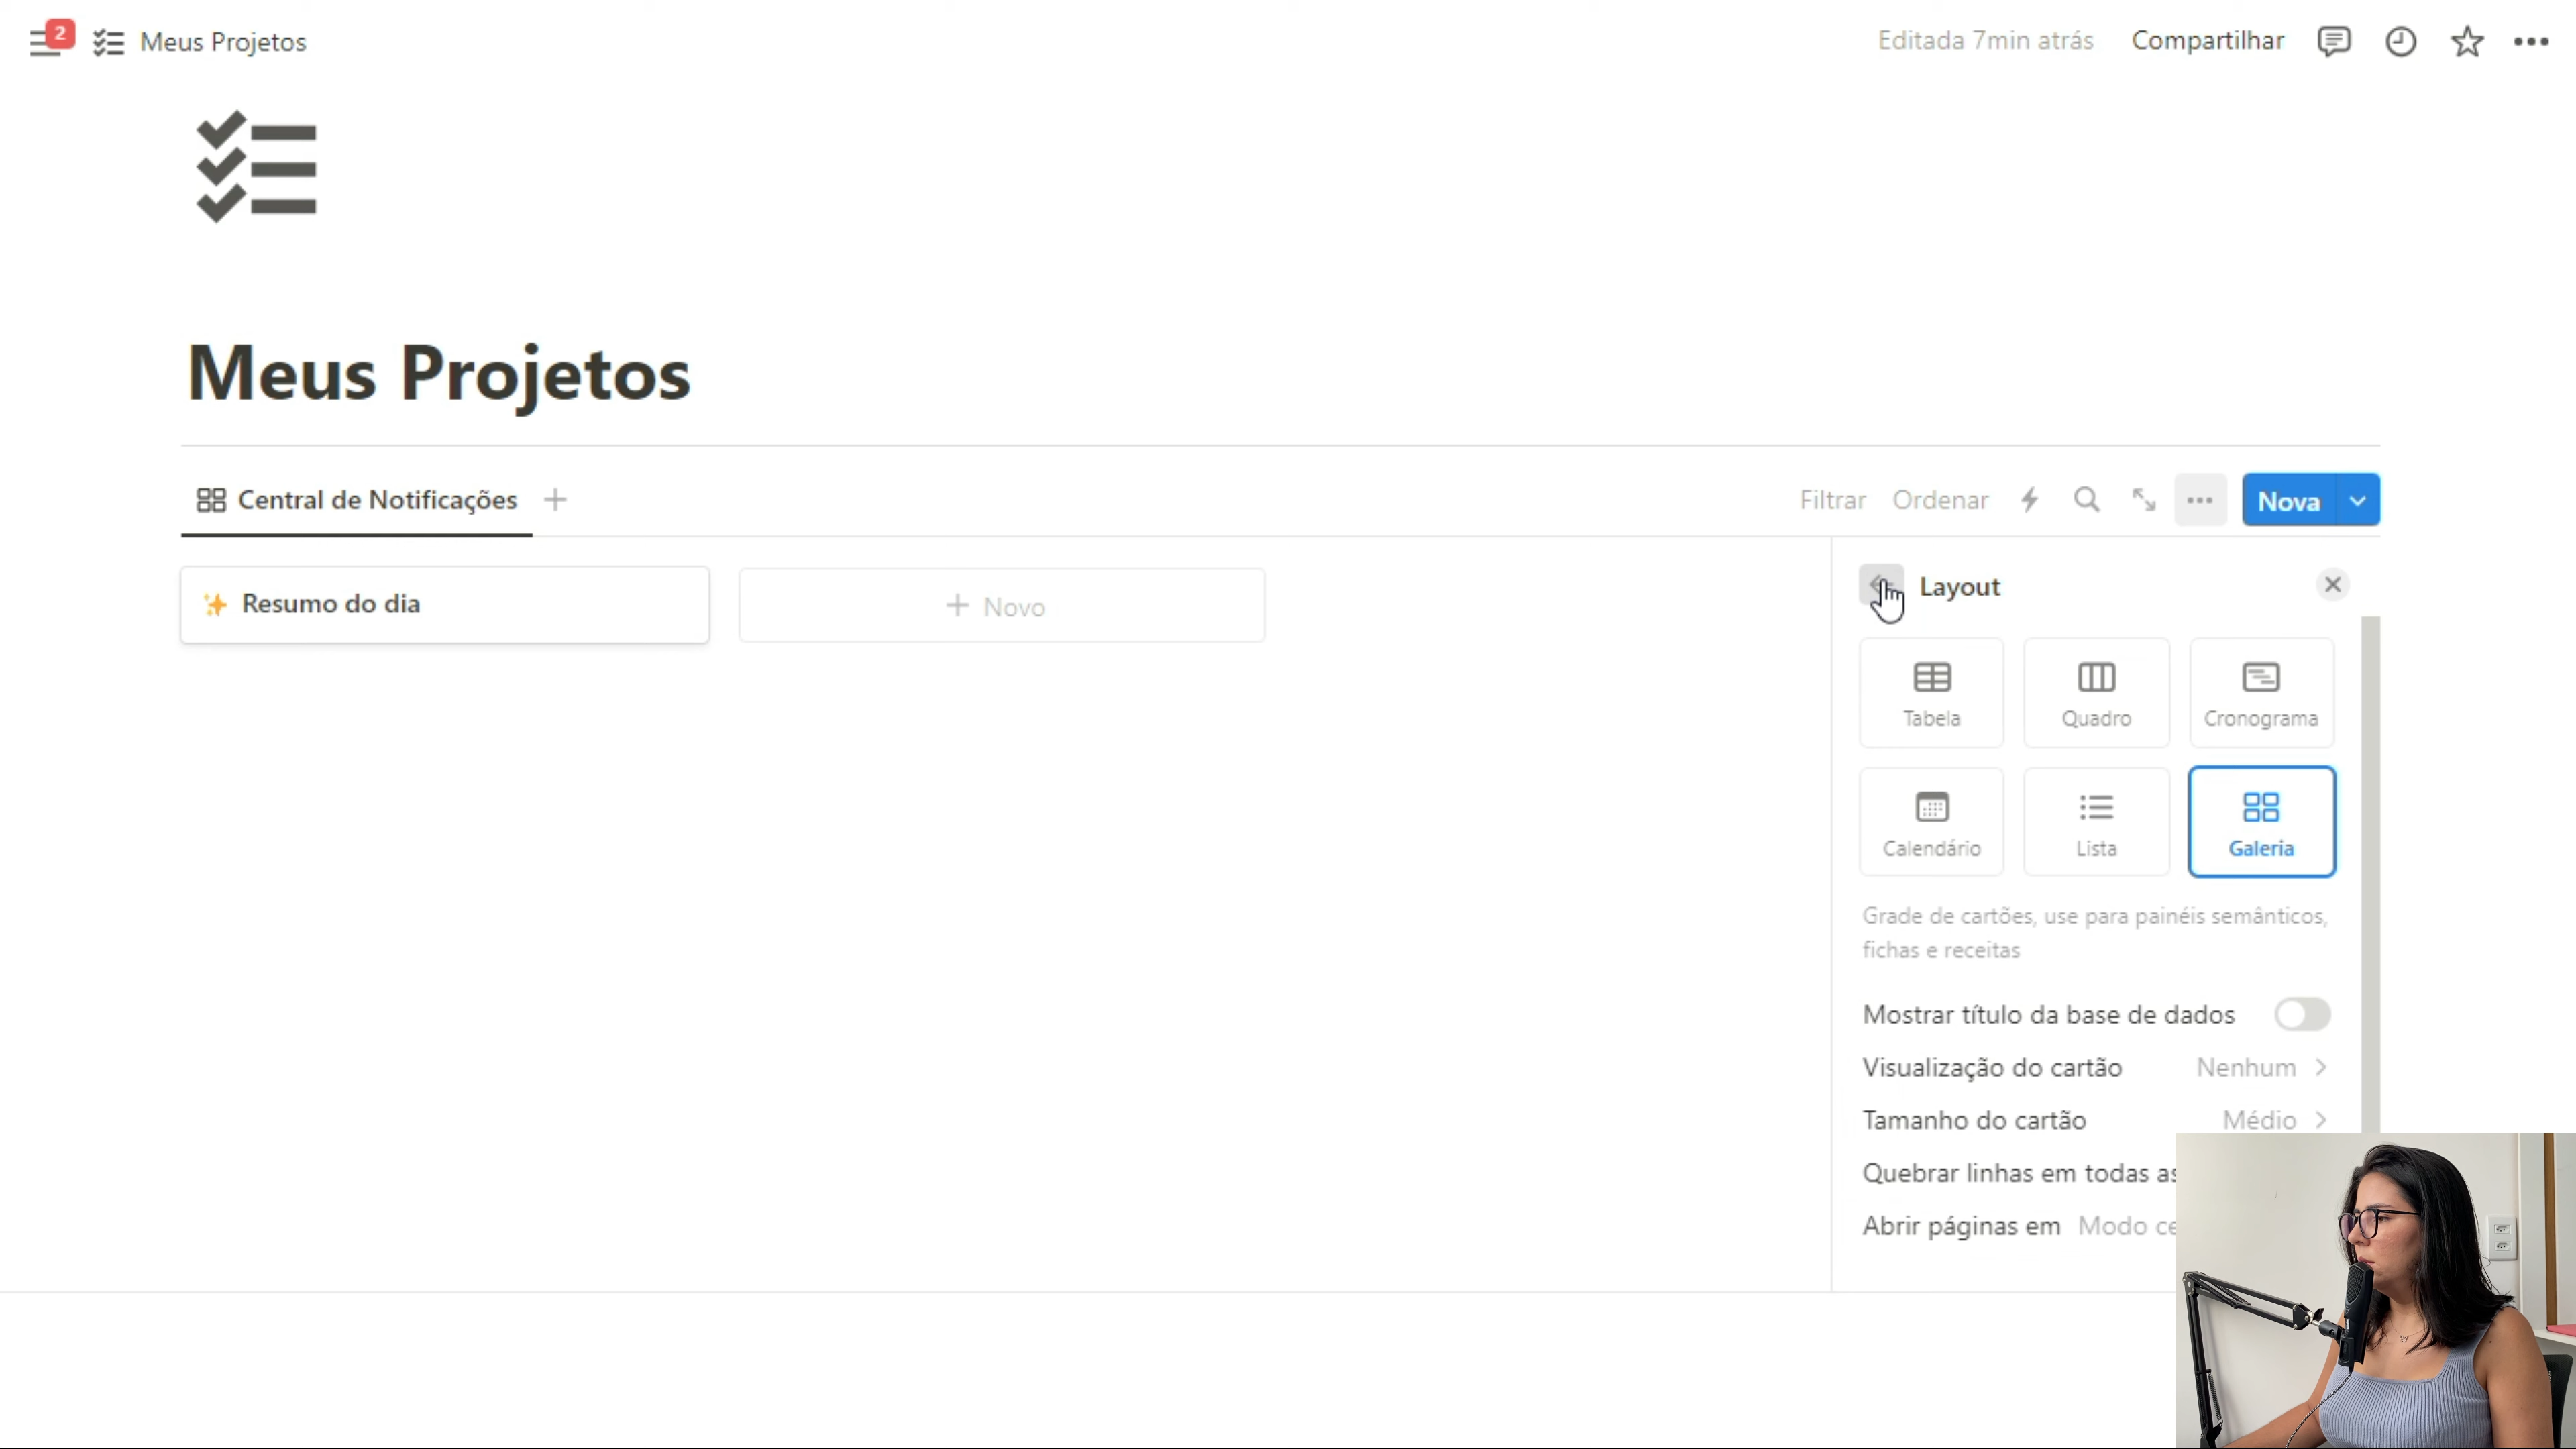 2
Meus Projetos
Editada 7min atrás
Compartilhar
Meus Projetos
Central de Notificações
Filtrar
Ordenar
Nova
Resumo do dia
+ Novo
Layout
Tabela
Quadro
Cronograma
Calendário
Lista
Galeria
Grade de cartões, use para painéis semânticos,
fichas e receitas
Mostrar título da base de dados
Visualização do cartão Nenhum
Tamanho do cartão Médio
Quebrar linhas em todas as
Abrir páginas em Modo ce